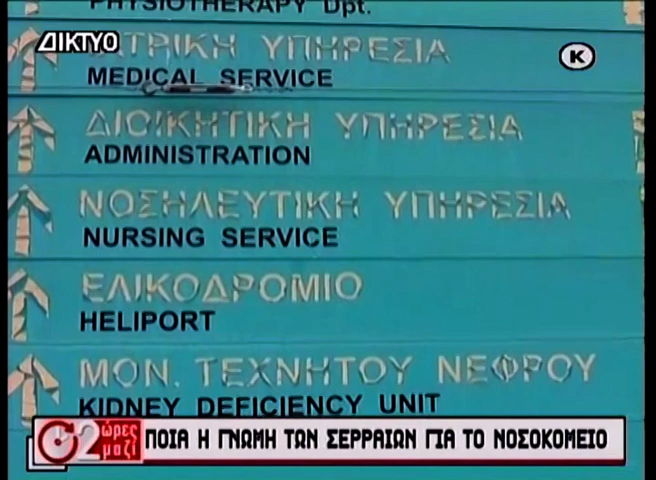 PHYSIOTHERAPY Dpt.
ΔΙΚΤΥΟ
ΙΑΤΡΙΚΗ ΥΠΗΡΕΣΙΑ
K
MEDICAL SERVICE
ΔΙΟΙΚΗΤΙΚΗ ΥΠΗΡΕΣΙΑ
ADMINISTRATION
ΝΟΣΗΛΕΥΤΙΚΗ ΥΠΗΡΕΣΙΑ
NURSING SERVICE
ΕΛΙΚΟΔΡΟΜΙΟ
HELIPORT
ΜΟΝ. ΤΕΧΝΗΤΟΥ ΝΕΦΡΟΥ
KIDNEY DEFICIENCY UNIT
2 ώρες μαζί
ΠΟΙΑ Η ΓΝΩΜΗ ΤΩΝ ΣΕΡΡΑΙΩΝ ΓΙΑ ΤΟ ΝΟΣΟΚΟΜΕΙΟ